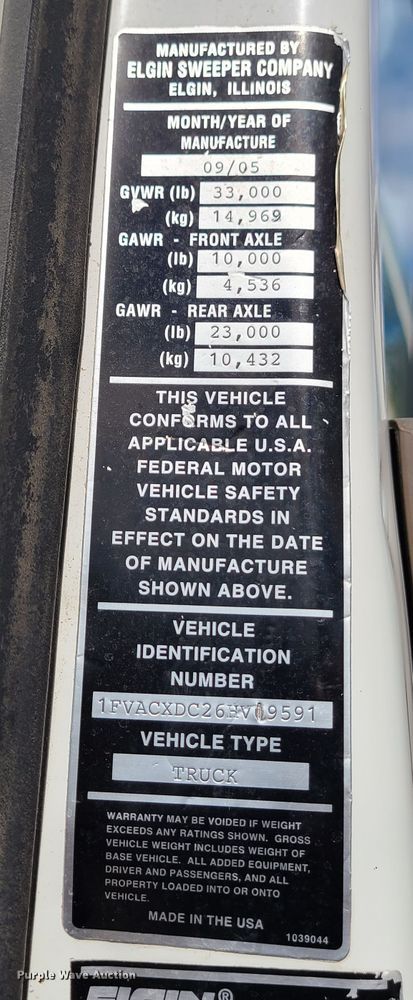 MANUFACTURED BY
ELGIN SWEEPER COMPANY
ELGIN, ILLINOIS
MONTH/YEAR OF
MANUFACTURE
09/05
GVWR (lb) 33,000
(kg) 14,969
GAWR - FRONT AXLE
(lb) 10,000
(kg) 4,536
GAWR - REAR AXLE
(lb) 23,000
(kg) 10,432
THIS VEHICLE
CONFORMS TO ALL
APPLICABLE U.S.A.
FEDERAL MOTOR
VEHICLE SAFETY
STANDARDS IN
EFFECT ON THE DATE
OF MANUFACTURE
SHOWN ABOVE.
VEHICLE
IDENTIFICATION
NUMBER
VEHICLE TYPE
TRUCK
WARRANTY MAY BE VOIDED IF WEIGHT
EXCEEDS ANY RATINGS SHOWN. GROSS
VEHICLE WEIGHT INCLUDES WEIGHT OF
BASE VEHICLE. ALL ADDED EQUIPMENT,
DRIVER AND PASSENGERS, AND ALL
PROPERTY LOADED INTO OR ONTO
VEHICLE.
MADE IN THE USA
1039044
Purple Wave Auction
ELGIN®